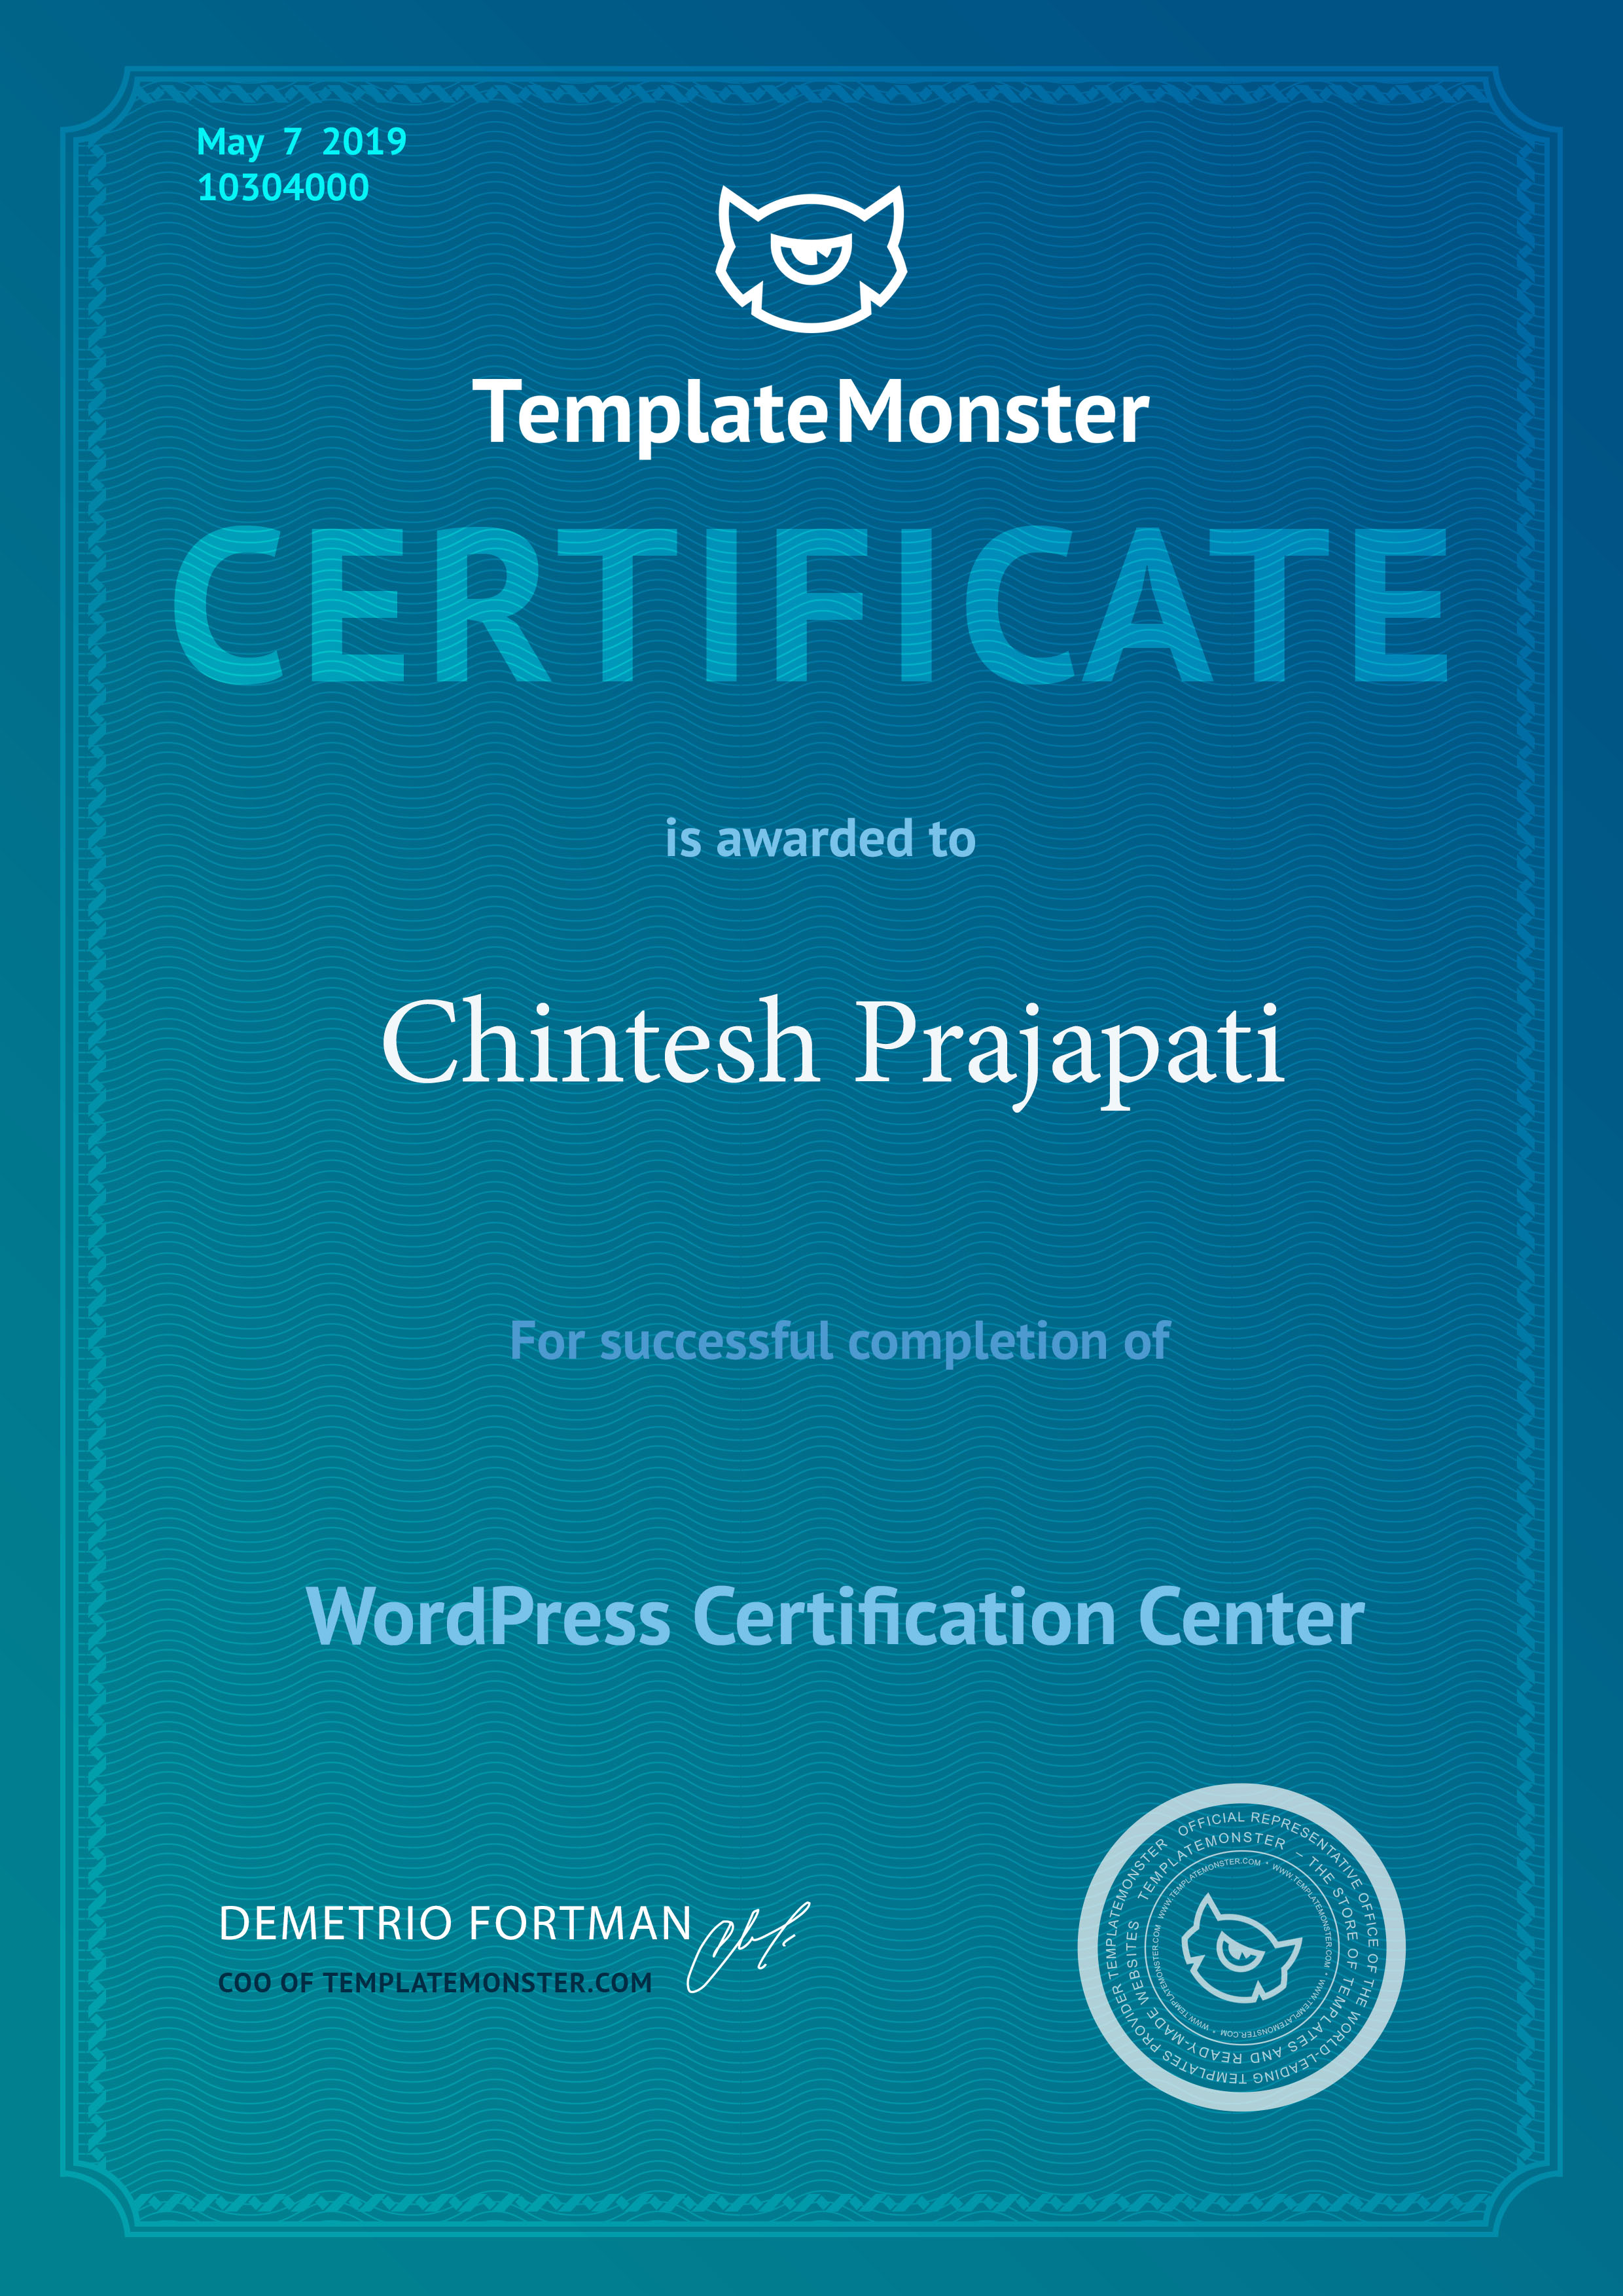 May 7 2019
10304000
TemplateMonster
CERTIFICATE
is awarded to
Chintesh Prajapati
For successful completion of
WordPress Certification Center
DEMETRIO FORTMAN
COO OF TEMPLATEMONSTER.COM
OFFICIAL REPRESENTATIVE OFFICE OF THE WORLD-LEADING TEMPLATES PROVIDER TEMPLATEMONSTER
TEMPLATEMONSTER – THE STORE OF TEMPLATES AND READY-MADE WEBSITES
WWW.TEMPLATEMONSTER.COM * WWW.TEMPLATEMONSTER.COM * WWW.TEMPLATEMONSTER.COM * WWW.TEMPLATEMONSTER.COM